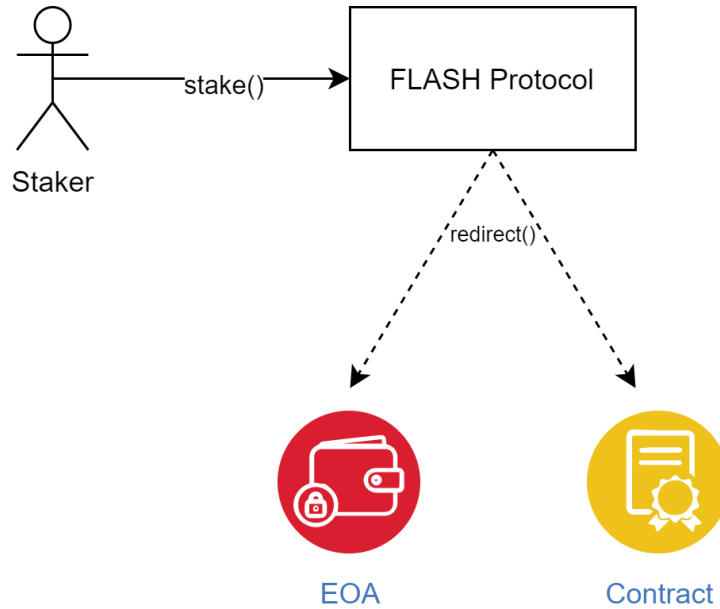 FLASH Protocol
stake()
Staker
redirect()
EOA
Contract